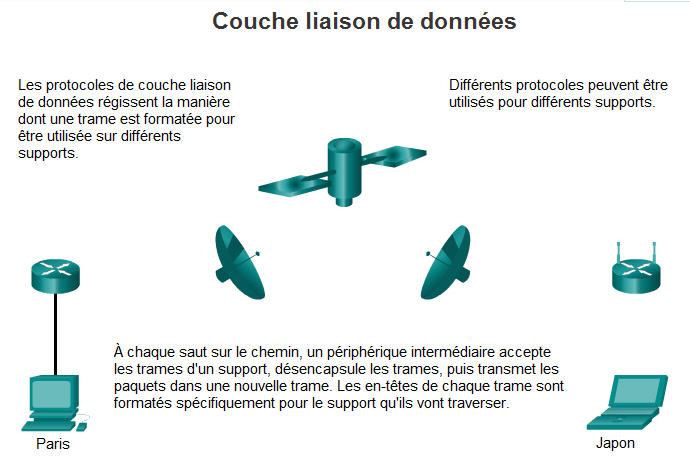 Couche liaison de données
Les protocoles de couche liaison
de données régissent la manière
dont une trame est formatée pour
être utilisée sur différents
supports.
Différents protocoles peuvent être
utilisés pour différents supports.
À chaque saut sur le chemin, un périphérique intermédiaire accepte
les trames d'un support, désencapsule les trames, puis transmet les
paquets dans une nouvelle trame. Les en-têtes de chaque trame sont
formatés spécifiquement pour le support qu'ils vont traverser.
Paris
Japon